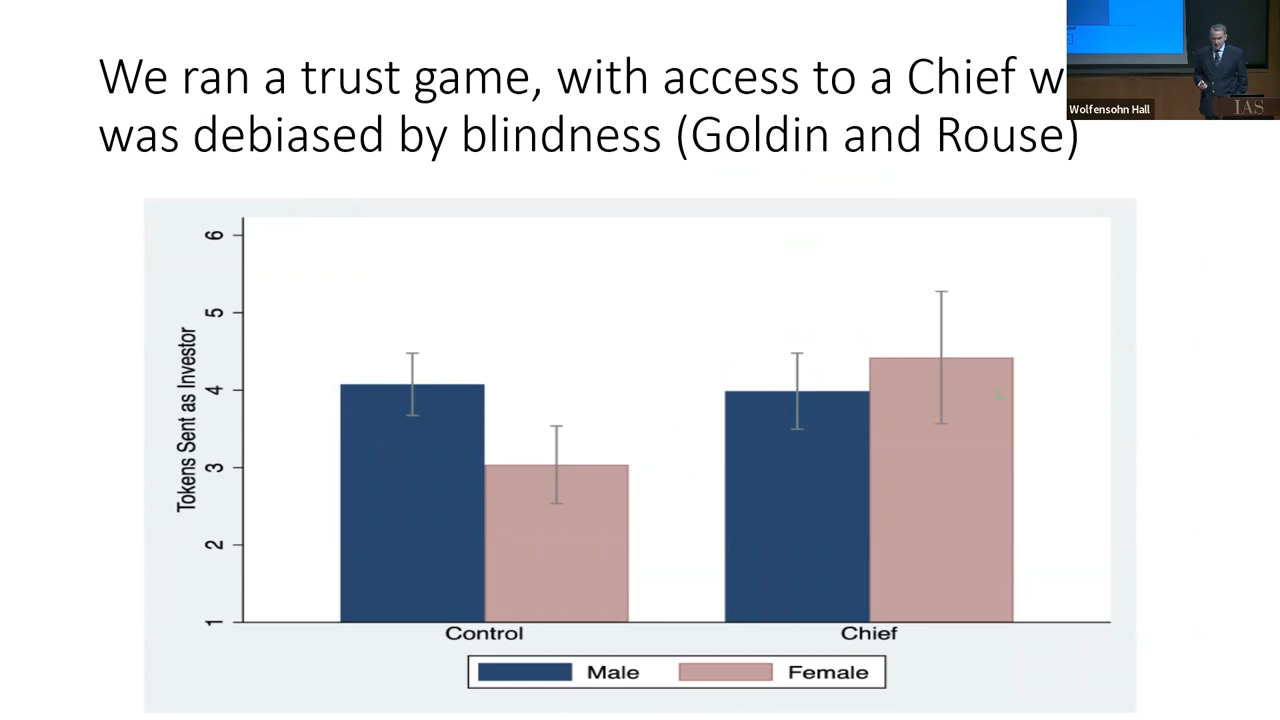 We ran a trust game, with access to a Chief w
was debiased by blindness (Goldin and Rouse)
Wolfensohn Hall
IAS
Tokens Sent as Investor
6
5
4
3
2
1
Control
Chief
Male
Female